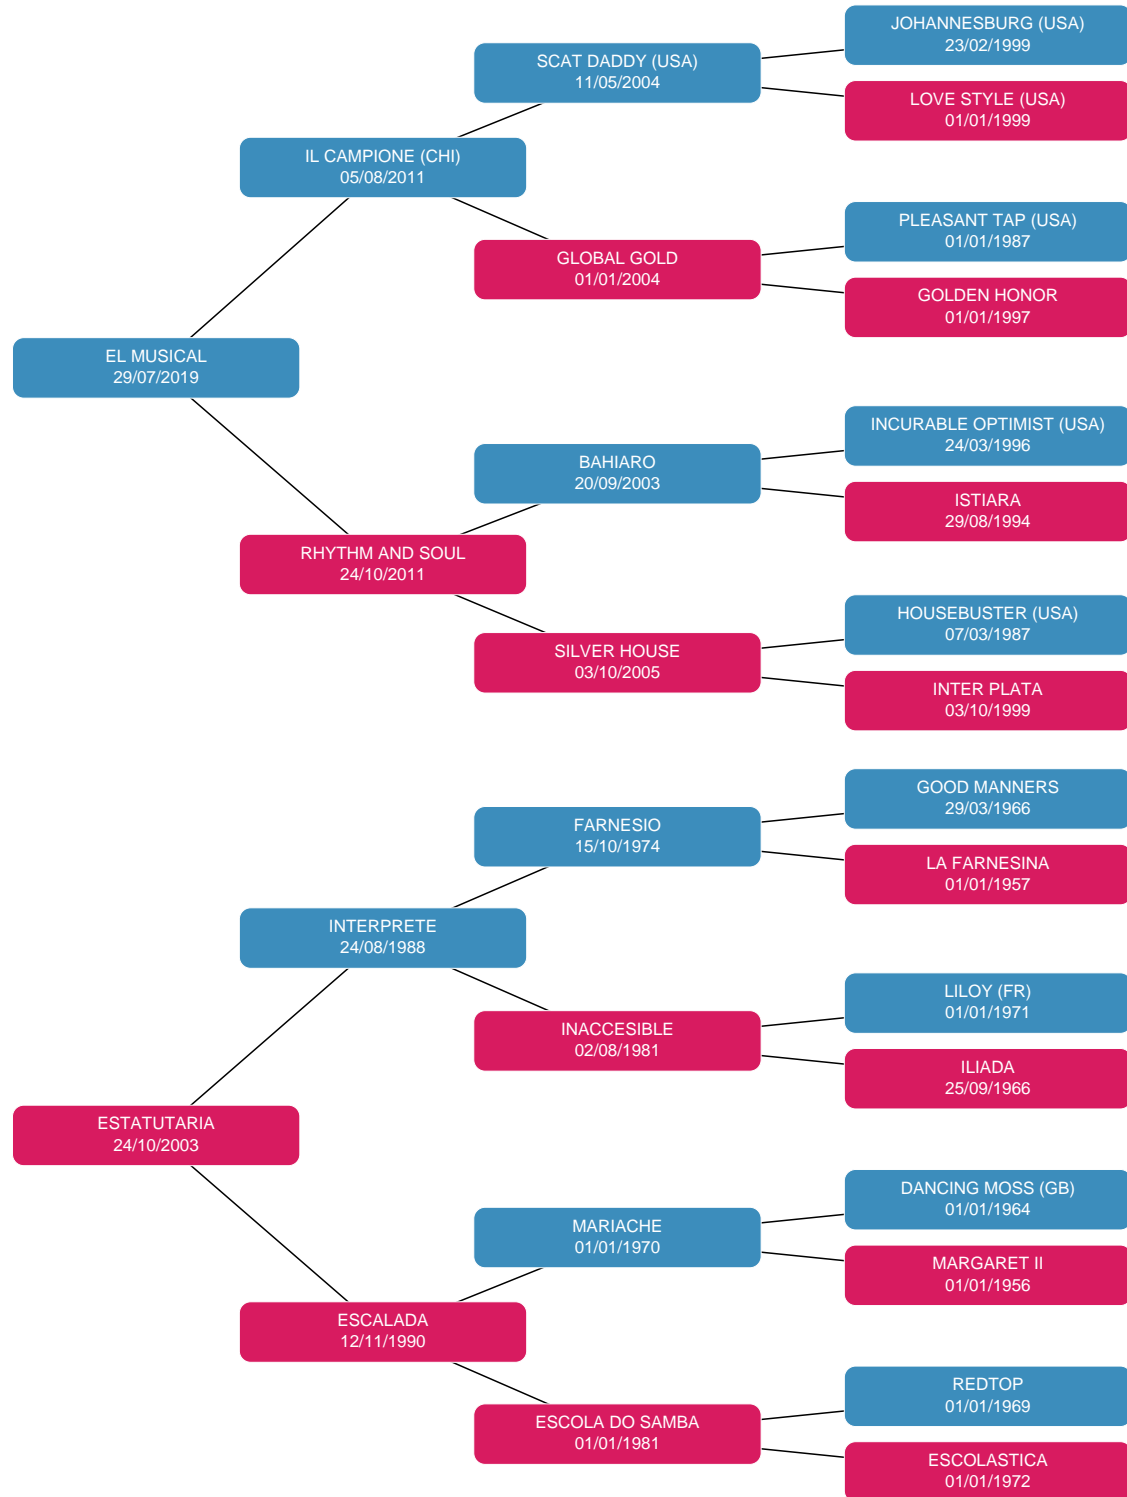 JOHANNESBURG (USA)
23/02/1999
SCAT DADDY (USA)
11/05/2004
LOVE STYLE (USA)
01/01/1999
IL CAMPIONE (CHI)
05/08/2011
PLEASANT TAP (USA)
01/01/1987
GLOBAL GOLD
01/01/2004
GOLDEN HONOR
01/01/1997
EL MUSICAL
29/07/2019
INCURABLE OPTIMIST (USA)
24/03/1996
BAHIARO
20/09/2003
ISTIARA
29/08/1994
RHYTHM AND SOUL
24/10/2011
HOUSEBUSTER (USA)
07/03/1987
SILVER HOUSE
03/10/2005
INTER PLATA
03/10/1999
GOOD MANNERS
29/03/1966
FARNESIO
15/10/1974
LA FARNESINA
01/01/1957
INTERPRETE
24/08/1988
LILOY (FR)
01/01/1971
INACCESIBLE
02/08/1981
ILIADA
25/09/1966
ESTATUTARIA
24/10/2003
DANCING MOSS (GB)
01/01/1964
MARIACHE
01/01/1970
MARGARET II
01/01/1956
ESCALADA
12/11/1990
REDTOP
01/01/1969
ESCOLA DO SAMBA
01/01/1981
ESCOLASTICA
01/01/1972